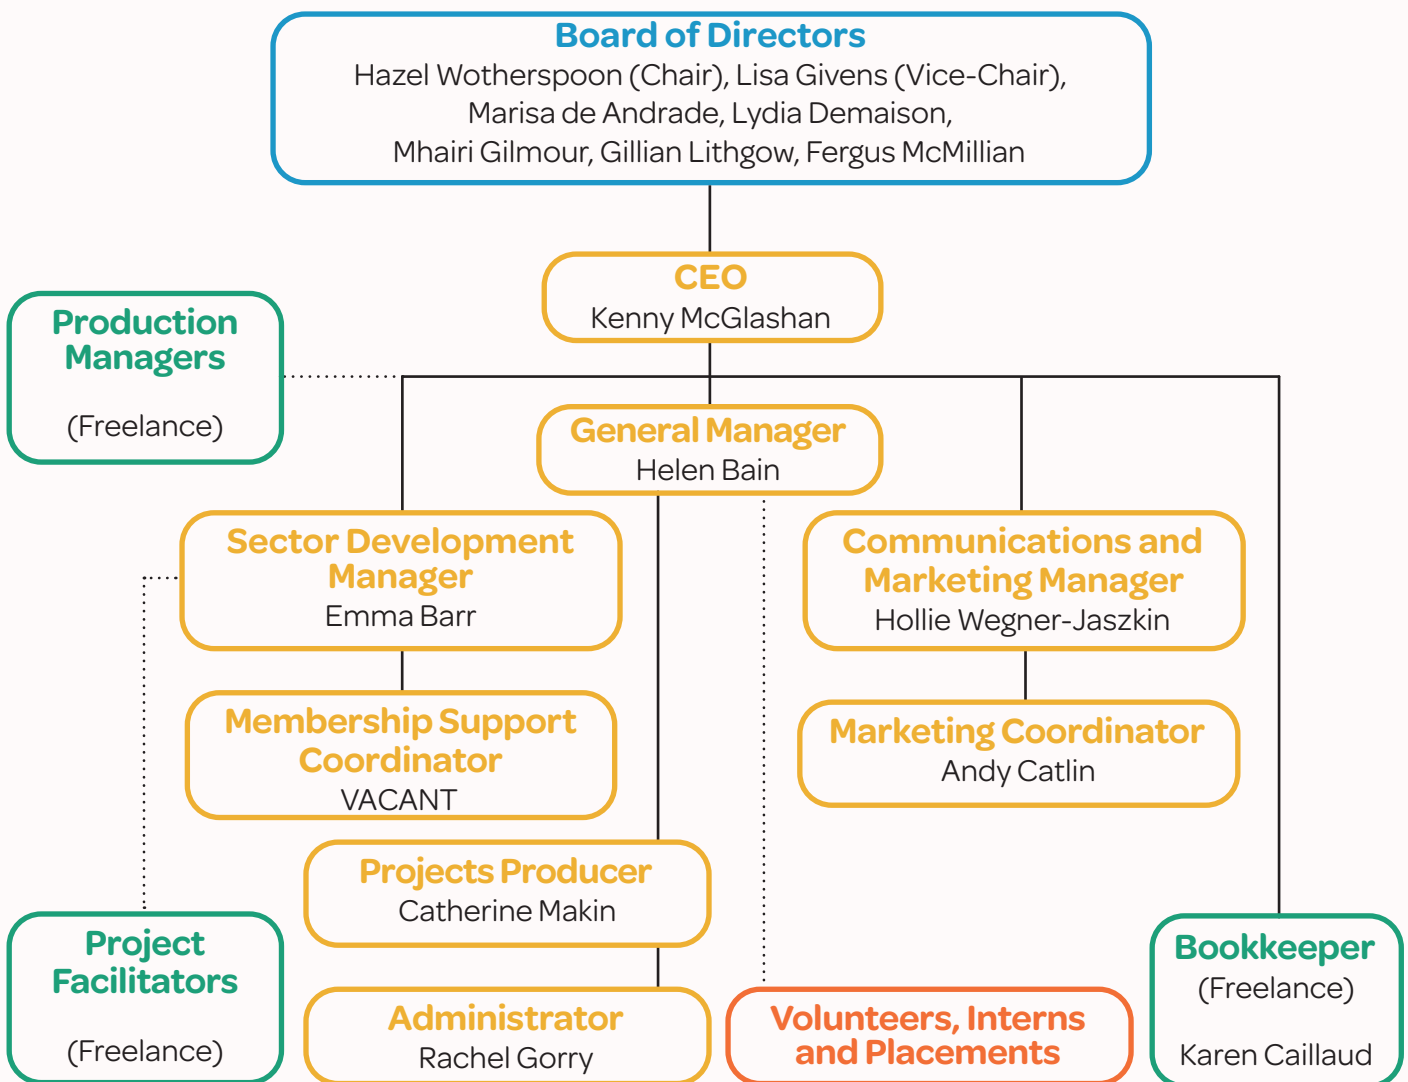 Board of Directors
Hazel Wotherspoon (Chair), Lisa Givens (Vice-Chair),
Marisa de Andrade, Lydia Demaison,
Mhairi Gilmour, Gillian Lithgow, Fergus McMillian
CEO
Kenny McGlashan
Production
Managers
(Freelance)
General Manager
Helen Bain
Sector Development
Manager
Emma Barr
Communications and
Marketing Manager
Hollie Wegner-Jaszkin
Membership Support
Coordinator
VACANT
Marketing Coordinator
Andy Catlin
Projects Producer
Catherine Makin
Project
Facilitators
(Freelance)
Administrator
Rachel Gorry
Volunteers, Interns
and Placements
Bookkeeper
(Freelance)
Karen Caillaud